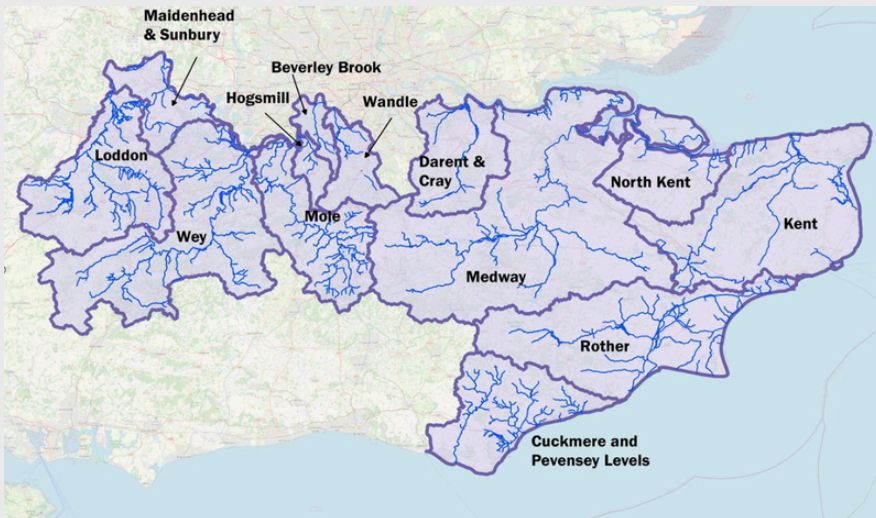 Maidenhead
& Sunbury
Beverley Brook
Hogsmill
Wandle
Loddon
Darent &
Cray
North Kent
Mole
Wey
Kent
Medway
Rother
Cuckmere and
Pevensey Levels